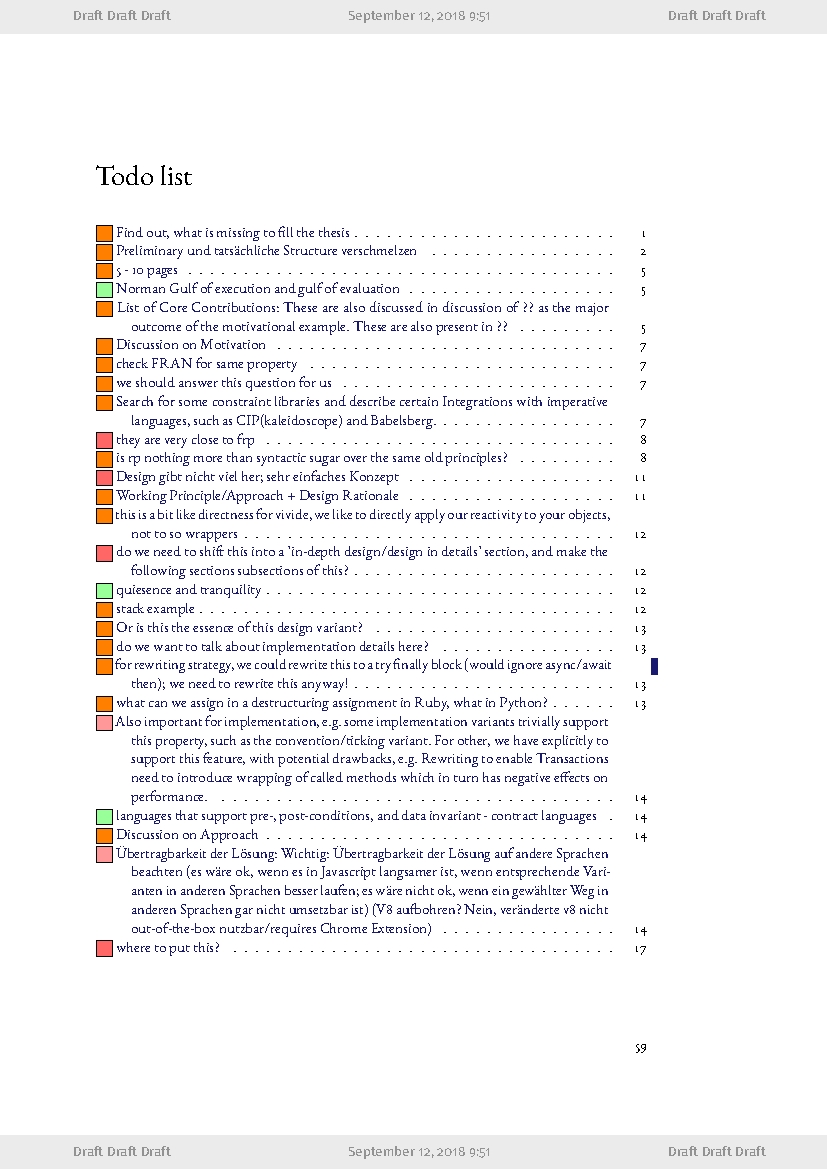 Draft Draft Draft September 12, 2018 9:51 Draft Draft Draft
Todo list
Find out, what is missing to fill the thesis . . . . . . . . . . . . . . . . . . . . . . . . 1
Preliminary und tatsächliche Structure verschmelzen . . . . . . . . . . . . . . . . . 2
5 - 10 pages . . . . . . . . . . . . . . . . . . . . . . . . . . . . . . . . . . . . . . . 5
Norman Gulf of execution and gulf of evaluation . . . . . . . . . . . . . . . . . . . 5
List of Core Contributions: These are also discussed in discussion of ?? as the major
outcome of the motivational example. These are also present in ?? . . . . . . . . . 5
Discussion on Motivation . . . . . . . . . . . . . . . . . . . . . . . . . . . . . . . 7
check FRAN for same property . . . . . . . . . . . . . . . . . . . . . . . . . . . . 7
we should answer this question for us . . . . . . . . . . . . . . . . . . . . . . . . . 7
Search for some constraint libraries and describe certain Integrations with imperative
languages, such as CIP(kaleidoscope) and Babelsberg. . . . . . . . . . . . . . . . . 7
they are very close to frp . . . . . . . . . . . . . . . . . . . . . . . . . . . . . . . . 8
is rp nothing more than syntactic sugar over the same old principles? . . . . . . . . . 8
Design gibt nicht viel her; sehr einfaches Konzept . . . . . . . . . . . . . . . . . . . 11
Working Principle/Approach + Design Rationale . . . . . . . . . . . . . . . . . . . 11
this is a bit like directness for vivide, we like to directly apply our reactivity to your objects,
not to so wrappers . . . . . . . . . . . . . . . . . . . . . . . . . . . . . . . . . . 12
do we need to shift this into a 'in-depth design/design in details' section, and make the
following sections subsections of this? . . . . . . . . . . . . . . . . . . . . . . . . 12
quiesence and tranquility . . . . . . . . . . . . . . . . . . . . . . . . . . . . . . . . 12
stack example . . . . . . . . . . . . . . . . . . . . . . . . . . . . . . . . . . . . . . 12
Or is this the essence of this design variant? . . . . . . . . . . . . . . . . . . . . . . 13
do we want to talk about implementation details here? . . . . . . . . . . . . . . . . 13
for rewriting strategy, we could rewrite this to a try finally block (would ignore async/await
then); we need to rewrite this anyway! . . . . . . . . . . . . . . . . . . . . . . . . 13
what can we assign in a destructuring assignment in Ruby, what in Python? . . . . . . 13
Also important for implementation, e.g. some implementation variants trivially support
this property, such as the convention/ticking variant. For other, we have explicitly to
support this feature, with potential drawbacks, e.g. Rewriting to enable Transactions
need to introduce wrapping of called methods which in turn has negative effects on
performance. . . . . . . . . . . . . . . . . . . . . . . . . . . . . . . . . . . . . 14
languages that support pre-, post-conditions, and data invariant - contract languages . 14
Discussion on Approach . . . . . . . . . . . . . . . . . . . . . . . . . . . . . . . . 14
Übertragbarkeit der Lösung: Wichtig: Übertragbarkeit der Lösung auf andere Sprachen
beachten (es wäre ok, wenn es in Javascript langsamer ist, wenn entsprechende Vari-
anten in anderen Sprachen besser laufen; es wäre nicht ok, wenn ein gewählter Weg in
anderen Sprachen gar nicht umsetzbar ist) (V8 aufbohren? Nein, veränderte v8 nicht
out-of-the-box nutzbar/requires Chrome Extension) . . . . . . . . . . . . . . . . 14
where to put this? . . . . . . . . . . . . . . . . . . . . . . . . . . . . . . . . . . . 17
59
Draft Draft Draft September 12, 2018 9:51 Draft Draft Draft